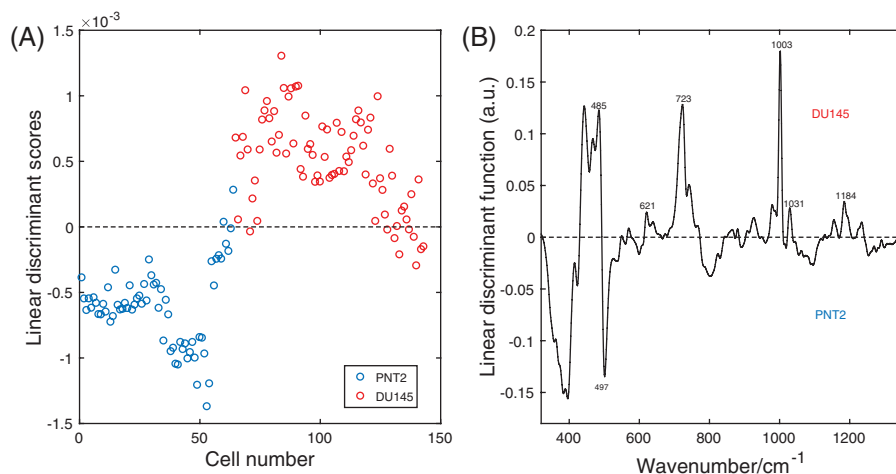 (A)
×10-3
1.5
1
0.5
0
-0.5
-1
-1.5
Linear discriminant scores
0 50 100 150
Cell number
PNT2
DU145
(B)
0.2
0.15
0.1
0.05
0
-0.05
-0.1
-0.15
Linear discriminant function (a.u.)
400 600 800 1000 1200
Wavenumber/cm-1
485
497
621
723
1003
1031
1184
DU145
PNT2